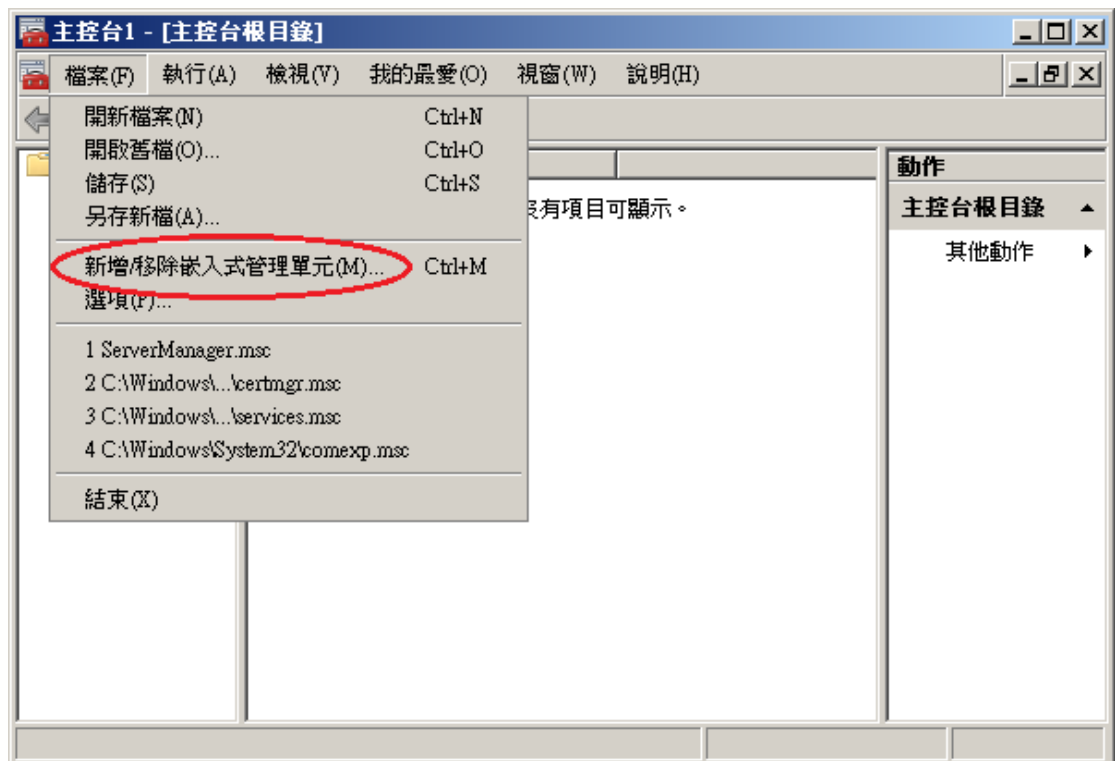 主控台1 - [主控台根目錄]
檔案(F) 執行(A) 檢視(V) 我的最愛(O) 視窗(W) 說明(H)
開新檔案(N) Ctrl+N
開啟舊檔(O)... Ctrl+O
儲存(S) Ctrl+S
另存新檔(A)...
新增/移除嵌入式管理單元(M)... Ctrl+M
選項(P)...
1 ServerManager.msc
2 C:\Windows\...\certmgr.msc
3 C:\Windows\...\services.msc
4 C:\Windows\System32\comexp.msc
結束(X)
有項目可顯示。
動作
主控台根目錄
其他動作